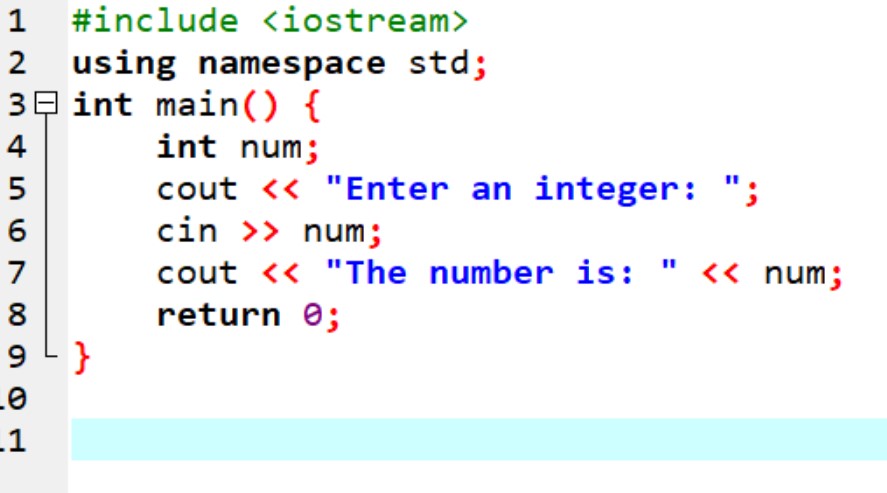 1 #include <iostream>
2 using namespace std;
3 int main() {
4     int num;
5     cout << "Enter an integer: ";
6     cin >> num;
7     cout << "The number is: " << num;
8     return 0;
9 }
10
11